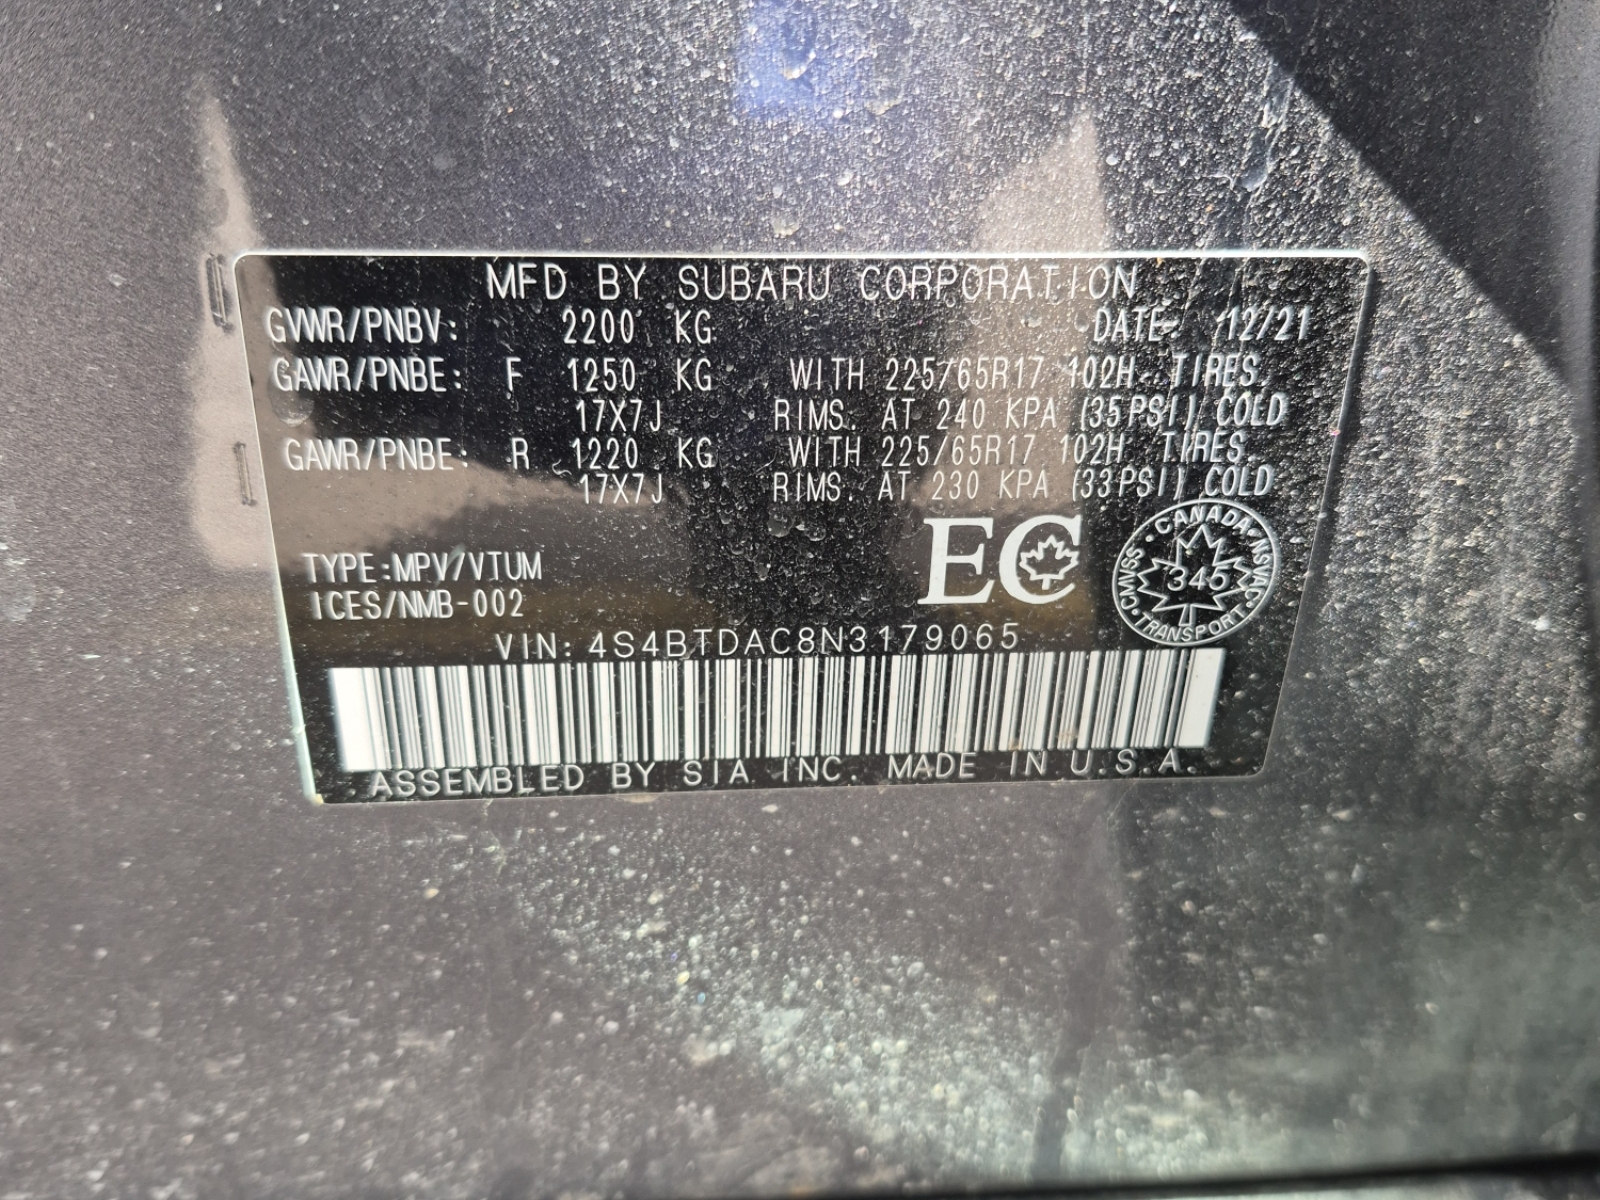 MFD BY SUBARU CORPORATION
GVWR/PNBV: 2200 KG DATE 12/21
GAWR/PNBE: F 1250 KG WITH 225/65R17 102H TIRES.
17X7J RIMS. AT 240 KPA (35PSI) COLD
GAWR/PNBE: R 1220 KG WITH 225/65R17 102H TIRES.
17X7J RIMS. AT 230 KPA (33PSI) COLD
EC
CANADA · NSVAC · TRANSPORT · CMVSS
345
TYPE:MPV/VTUM
ICES/NMB-002
VIN: 4S4BTDAC8N3179065
ASSEMBLED BY SIA INC. MADE IN U.S.A.